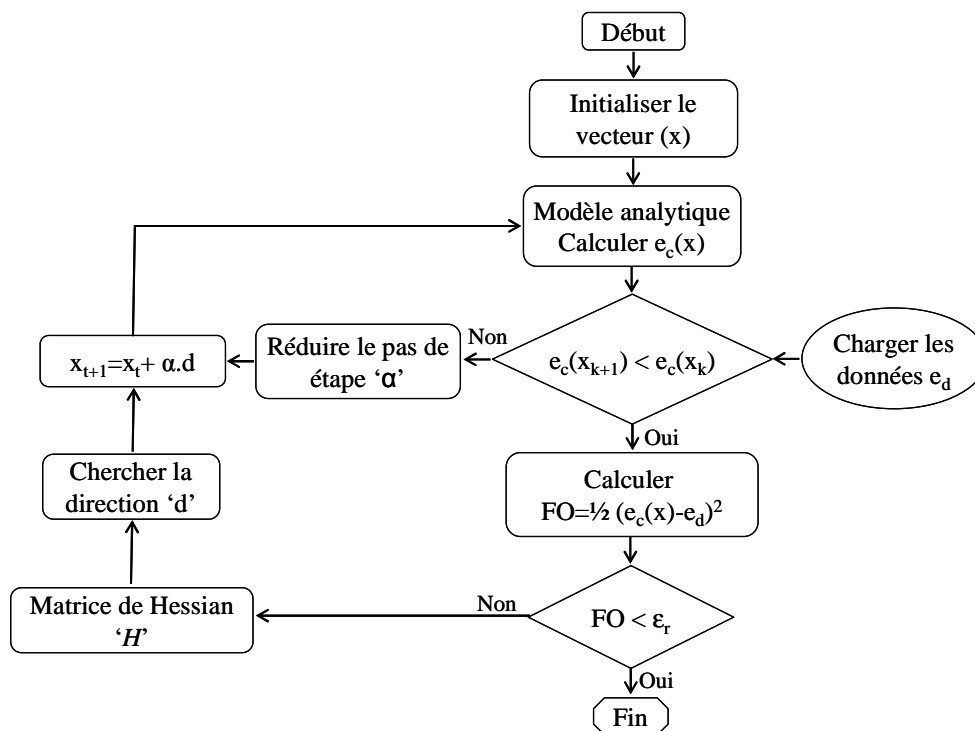 Début
Initialiser le
vecteur (x)
Modèle analytique
Calculer e_c(x)
Non
Réduire le pas de
étape ‘α’
x_{t+1}=x_t+ α.d
e_c(x_{k+1}) < e_c(x_k)
Charger les
données e_d
Oui
Chercher la
direction ‘d’
Calculer
FO=½ (e_c(x)-e_d)²
Matrice de Hessian
‘H’
Non
FO < ε_r
Oui
Fin